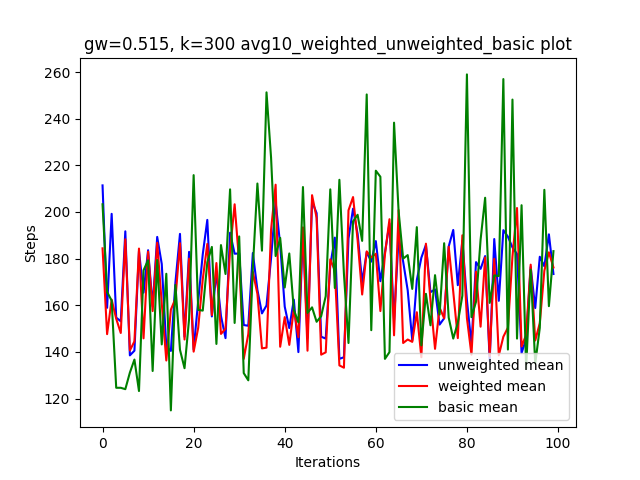 gw=0.515, k=300 avg10_weighted_unweighted_basic plot
260
240
220
200
180
160
140
120
Steps
0
20
40
60
80
100
Iterations
unweighted mean
weighted mean
basic mean